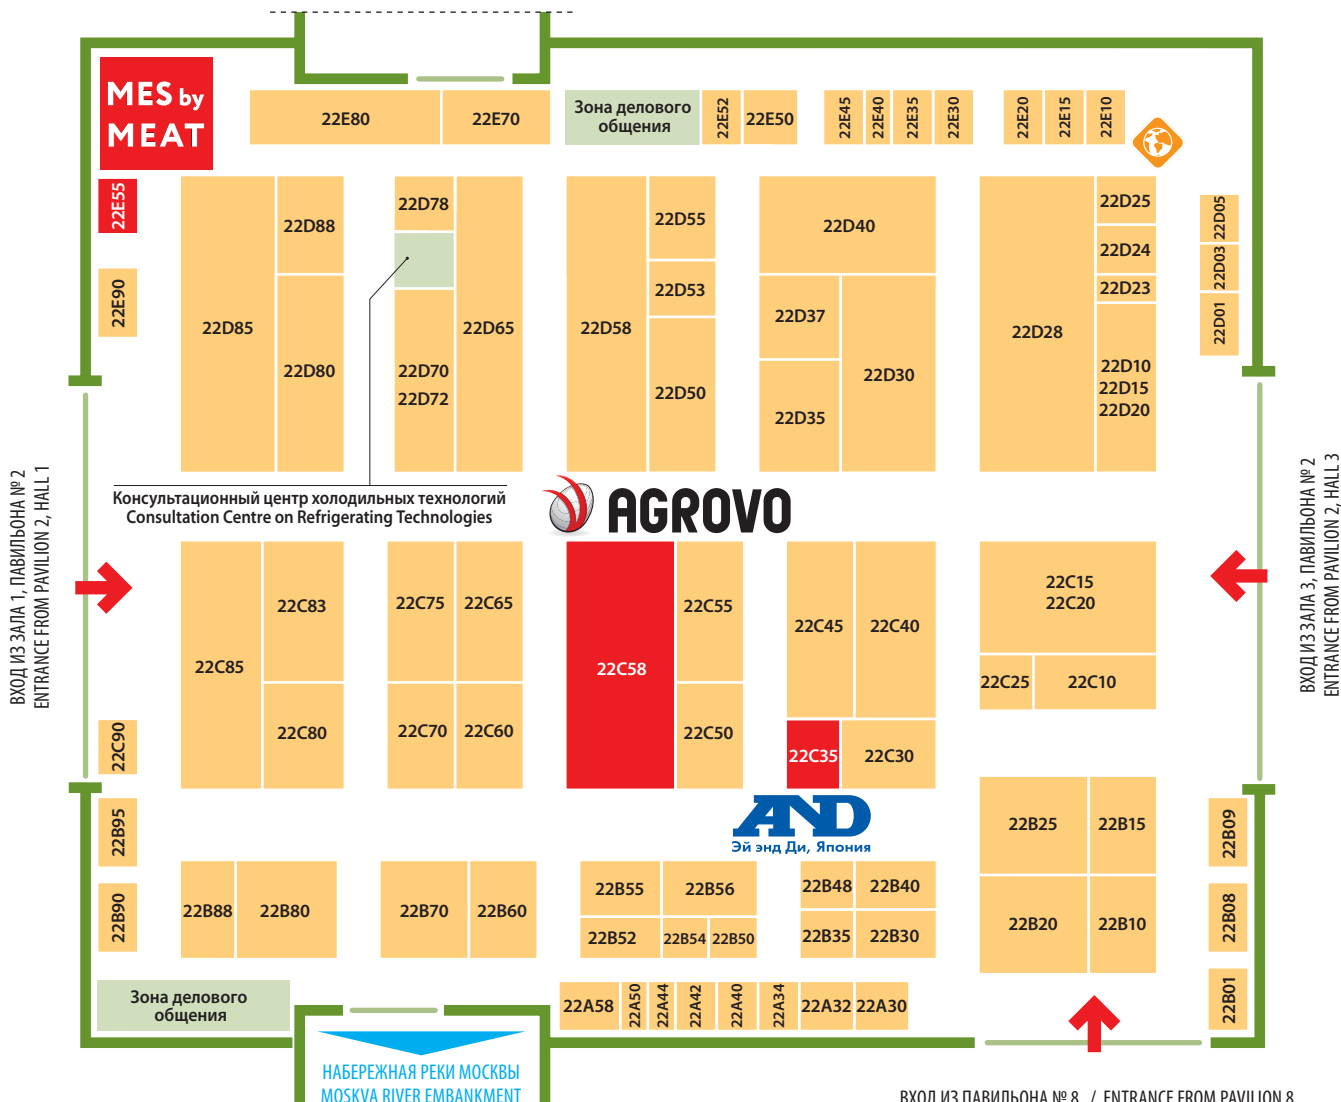 MES by
MEAT
22E80
22E70
Зона делового
общения
22E52
22E50
22E45
22E40
22E35
22E30
22E20
22E15
22E10
22E55
22E90
22D85
22D88
22D80
22D78
22D70
22D72
22D65
22D58
22D55
22D53
22D50
22D40
22D37
22D35
22D30
22D28
22D25
22D24
22D23
22D10
22D15
22D20
22D05
22D03
22D01
ВХОД ИЗ ЗАЛА 1, ПАВИЛЬОНА № 2
ENTRANCE FROM PAVILION 2, HALL 1
Консультационный центр холодильных технологий
Consultation Centre on Refrigerating Technologies
AGROVO
ВХОД ИЗ ЗАЛА 3, ПАВИЛЬОНА № 2
ENTRANCE FROM PAVILION 2, HALL 3
22C90
22C85
22C83
22C80
22C75
22C65
22C70
22C60
22C58
22C55
22C50
22C45
22C40
22C35
22C30
22C15
22C20
22C25
22C10
AND
Эй энд Ди, Япония
22B95
22B90
22B88
22B80
22B70
22B60
22B55
22B56
22B52
22B54
22B50
22B48
22B40
22B35
22B30
22B25
22B15
22B20
22B10
22B09
22B08
22B01
Зона делового
общения
22A58
22A50
22A44
22A42
22A40
22A34
22A32
22A30
НАБЕРЕЖНАЯ РЕКИ МОСКВЫ
MOSKVA RIVER EMBANKMENT
ВХОД ИЗ ПАВИЛЬОНА № 8 / ENTRANCE FROM PAVILION 8